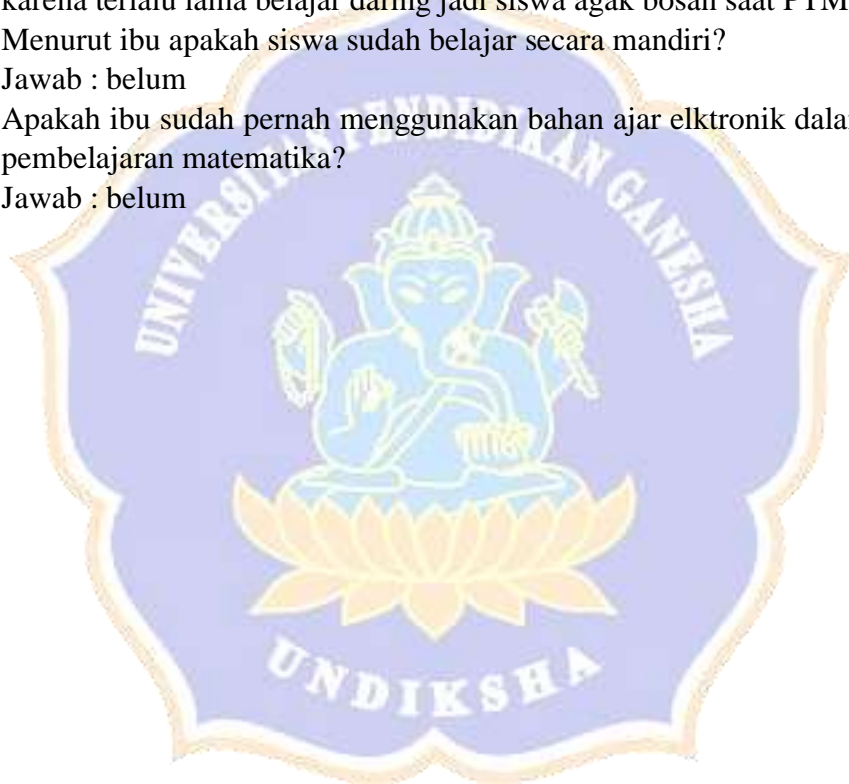 karena terlalu lama belajar daring jadi siswa agak bosan saat PTM
Menurut ibu apakah siswa sudah belajar secara mandiri?
Jawab : belum
Apakah ibu sudah pernah menggunakan bahan ajar elktronik dalam
pembelajaran matematika?
Jawab : belum
UNIVERSITAS PENDIDIKAN GANESHA
UNDIKSHA